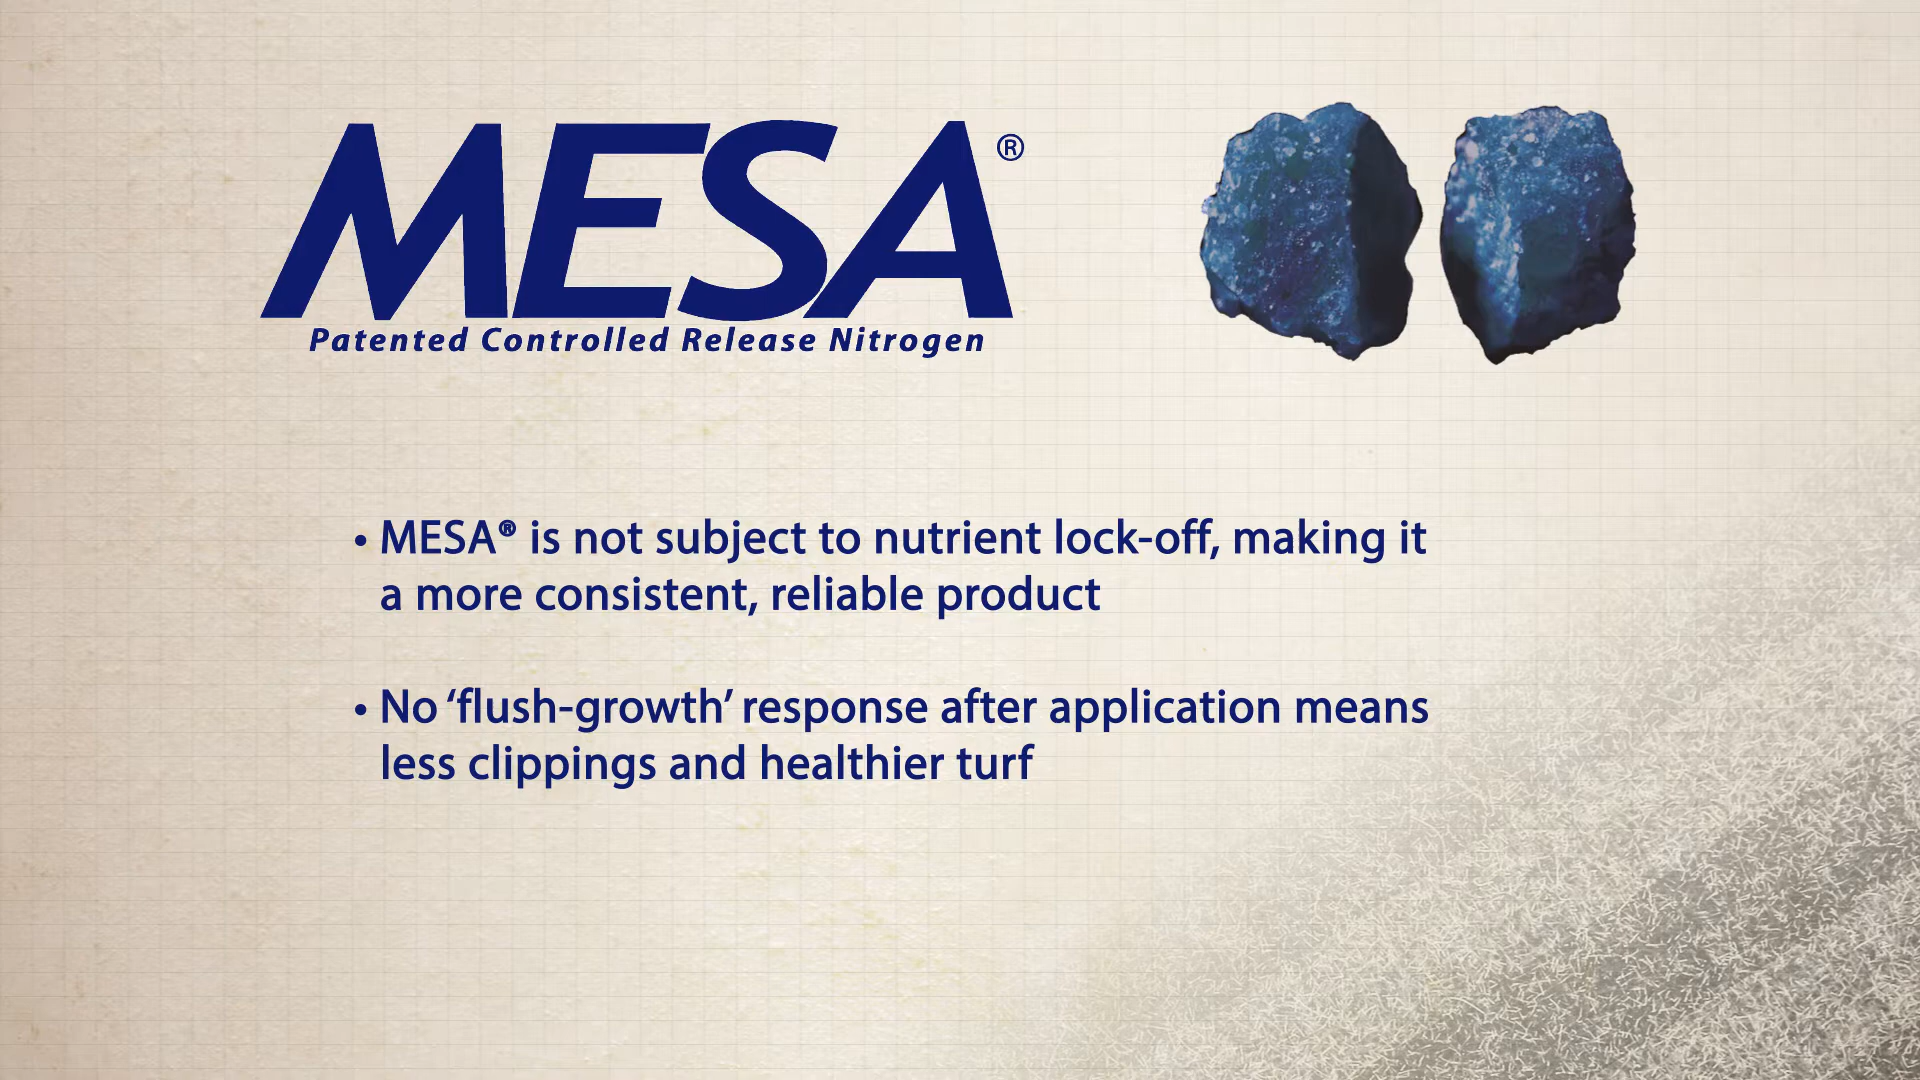 MESA®
Patented Controlled Release Nitrogen
• MESA® is not subject to nutrient lock-off, making it
a more consistent, reliable product
• No ‘flush-growth’ response after application means
less clippings and healthier turf